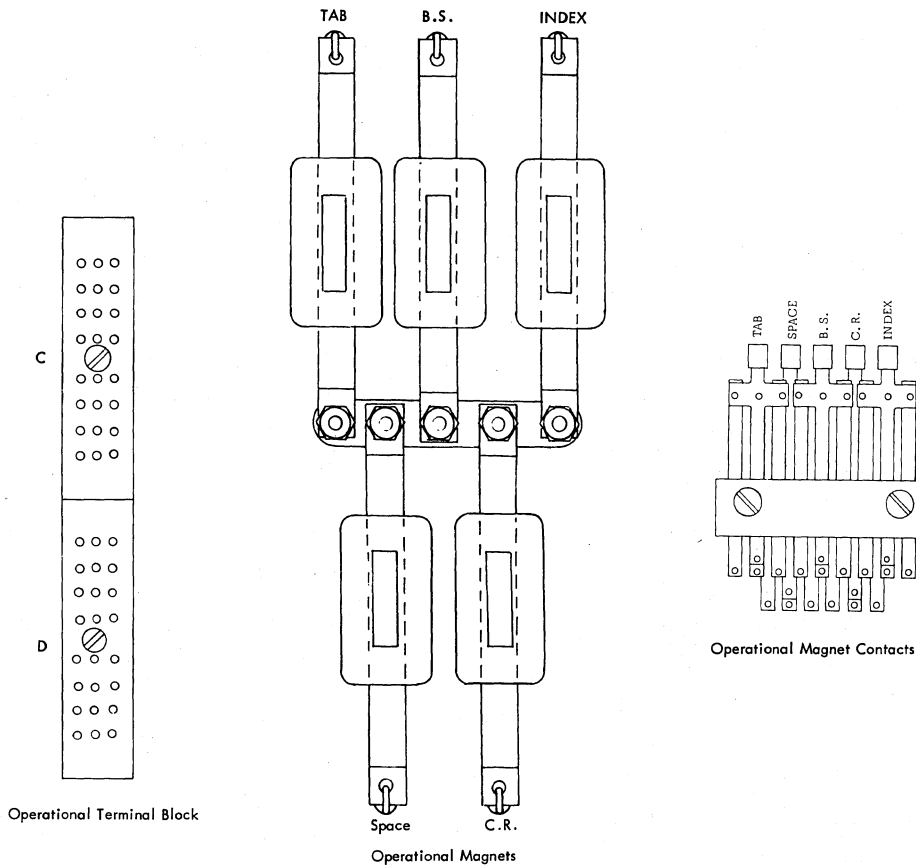 TAB B.S. INDEX
C
D
TAB
SPACE
B.S.
C.R.
INDEX
Operational Magnet Contacts
Operational Terminal Block
Space C.R.
Operational Magnets